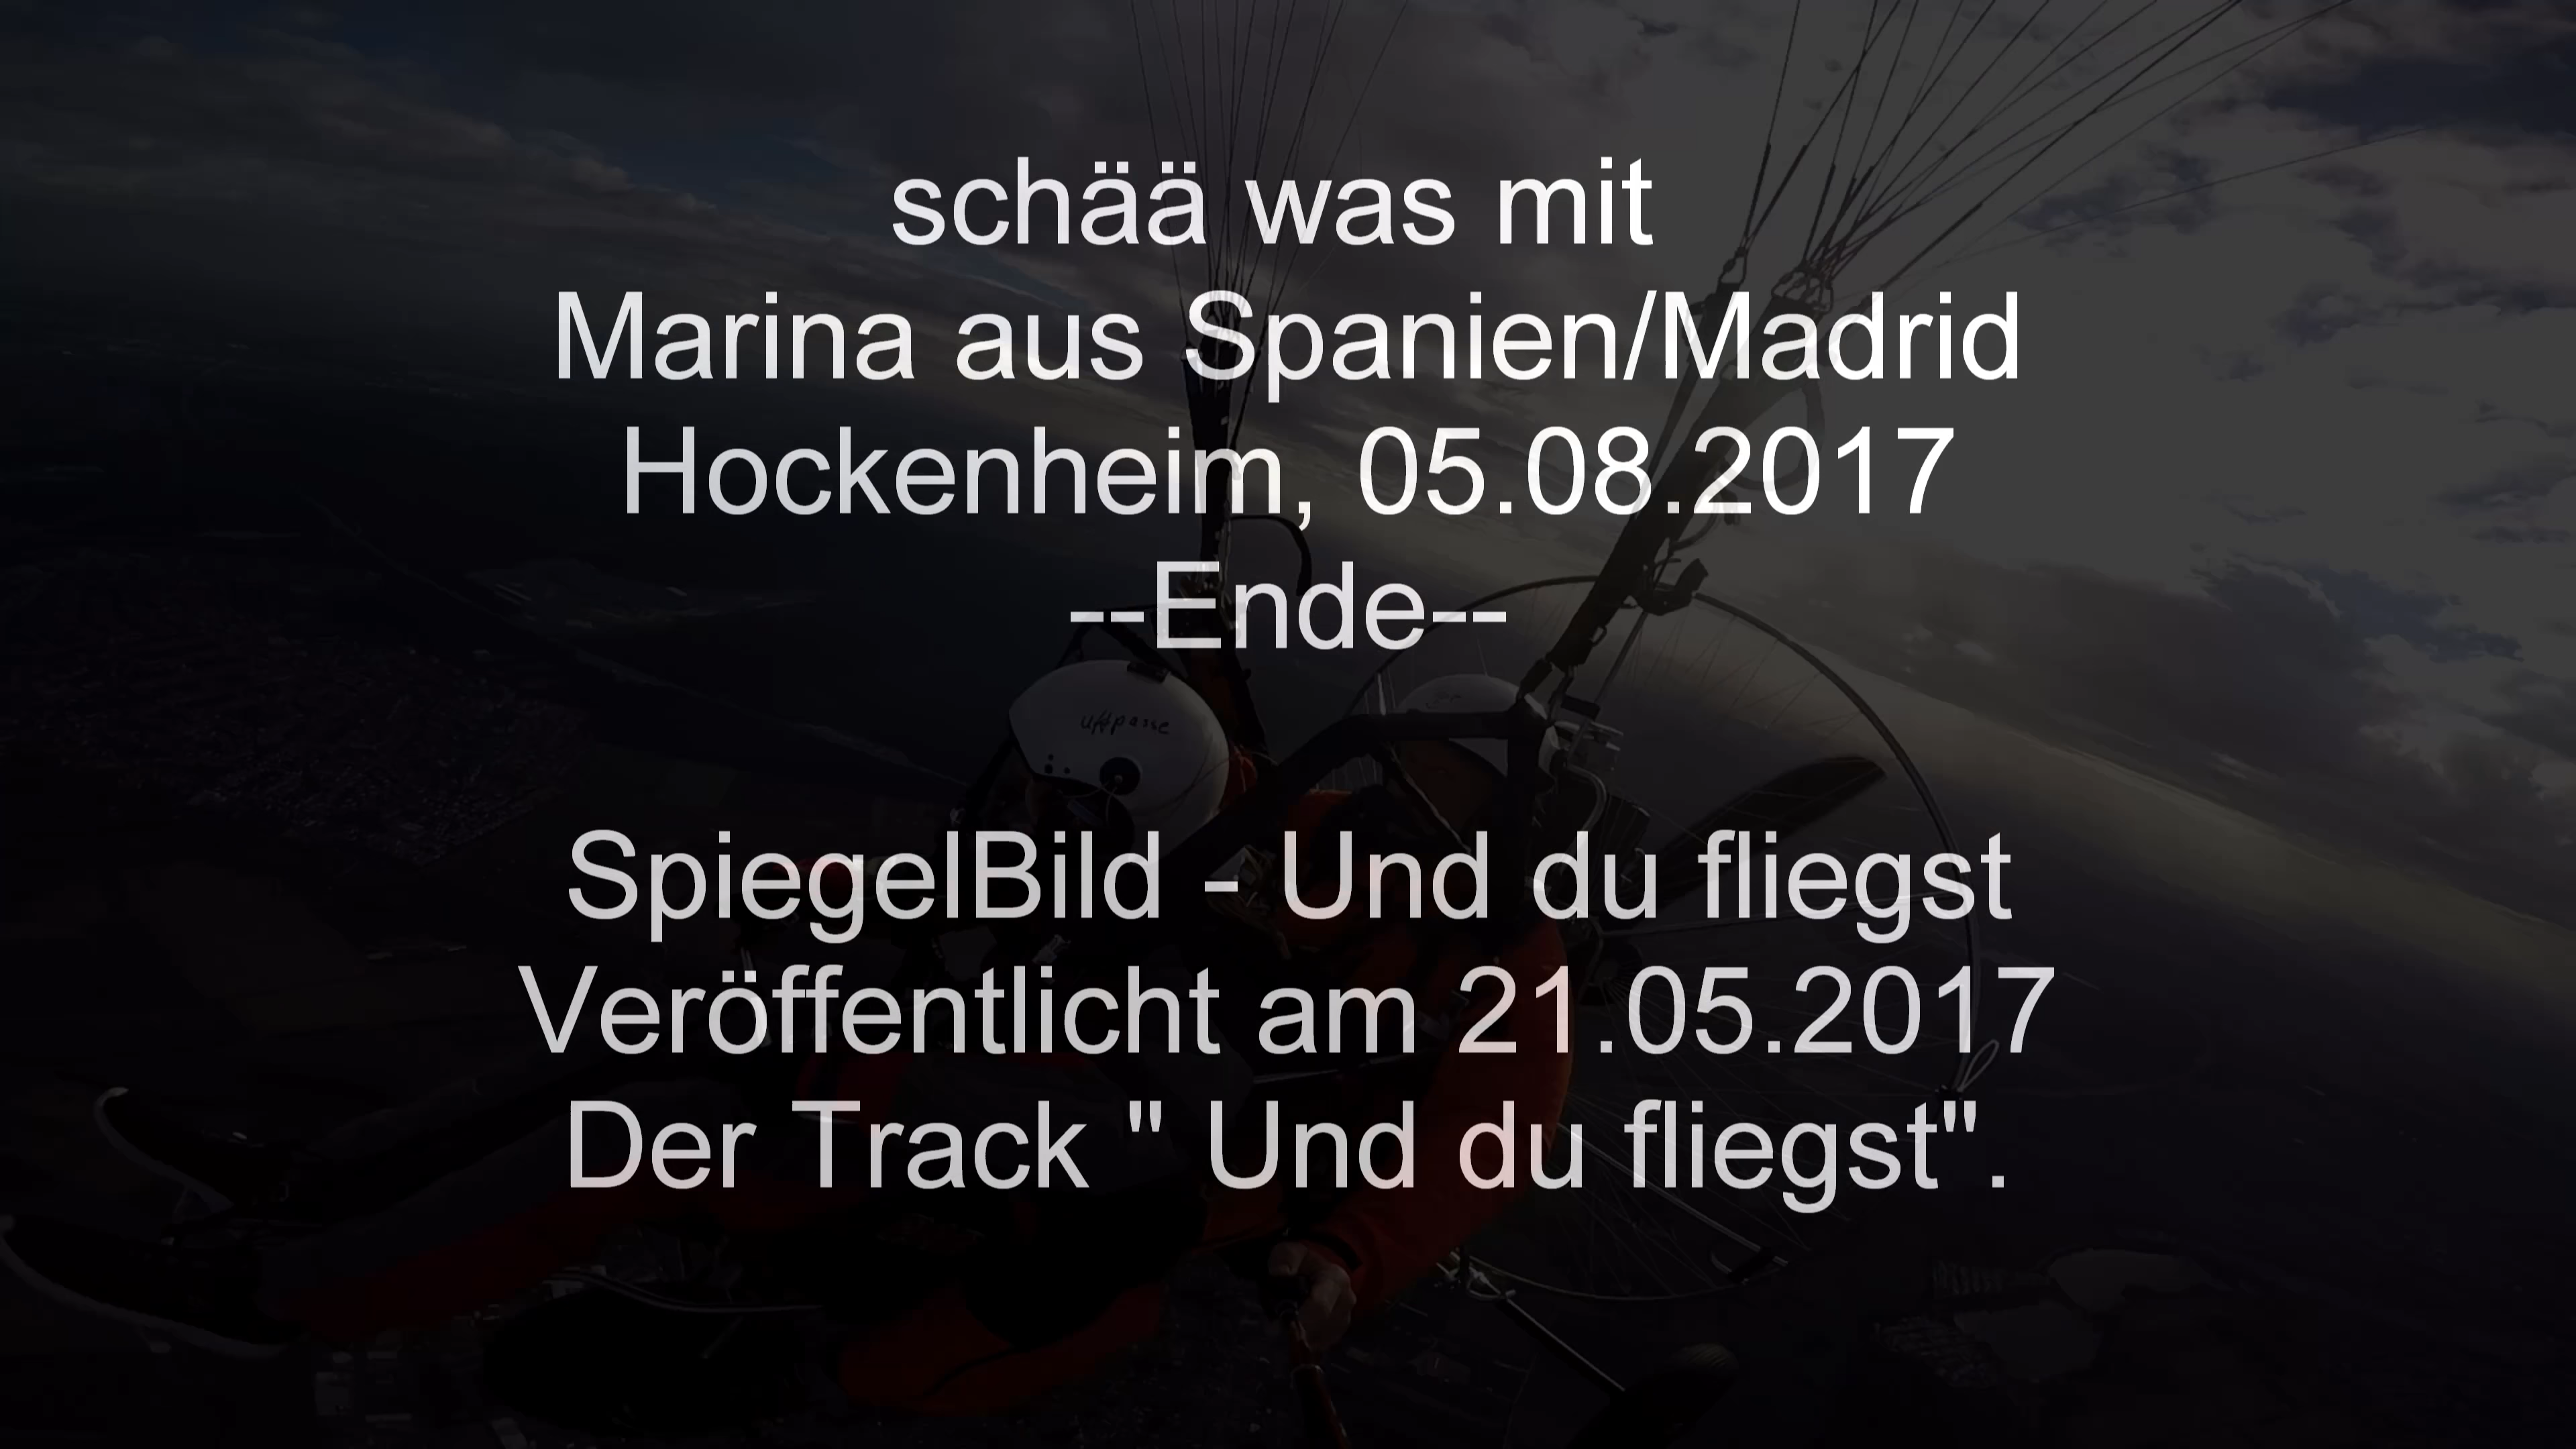 schää was mit
Marina aus Spanien/Madrid
Hockenheim, 05.08.2017
--Ende--
SpiegelBild - Und du fliegst
Veröffentlicht am 21.05.2017
Der Track " Und du fliegst".
uffpasse